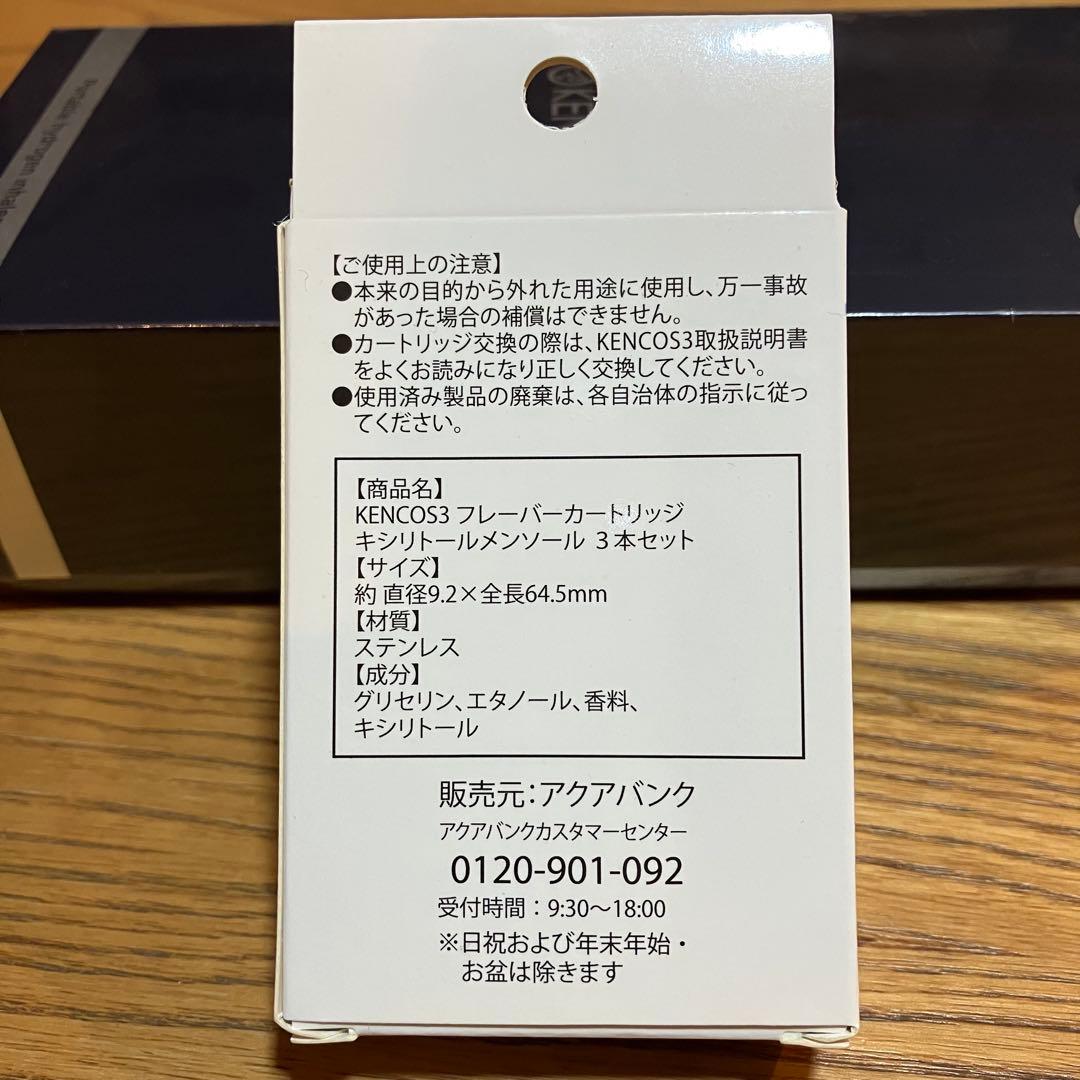 KEN
Portable hydrogen inhaler
【ご使用上の注意】
●本来の目的から外れた用途に使用し、万一事故
があった場合の補償はできません。
●カートリッジ交換の際は、KENCOS3取扱説明書
をよくお読みになり正しく交換してください。
●使用済み製品の廃棄は、各自治体の指示に従っ
てください。
【商品名】
KENCOS3 フレーバーカートリッジ
キシリトールメンソール 3本セット
【サイズ】
約 直径9.2×全長64.5mm
【材質】
ステンレス
【成分】
グリセリン、エタノール、香料、
キシリトール
販売元：アクアバンク
アクアバンクカスタマーセンター
0120-901-092
受付時間：9:30～18:00
※日祝および年末年始・
お盆は除きます